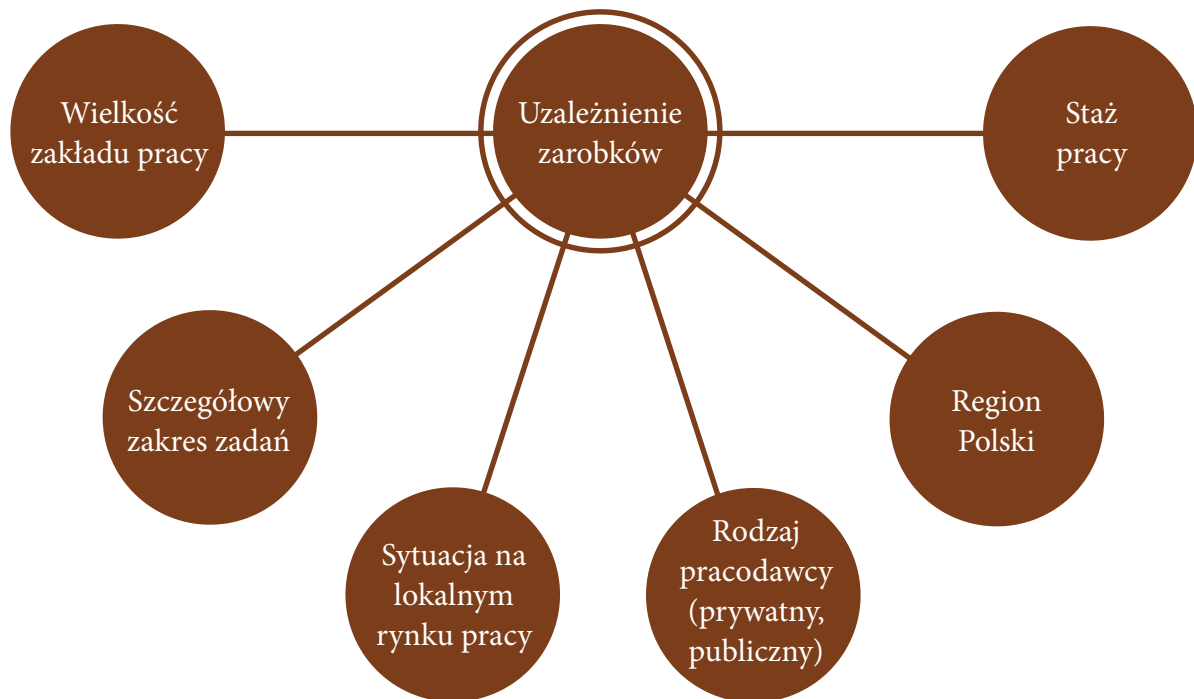 Wielkość
zakładu pracy
Uzależnienie
zarobków
Staż
pracy
Szczegółowy
zakres zadań
Region
Polski
Sytuacja na
lokalnym
rynku pracy
Rodzaj
pracodawcy
(prywatny,
publiczny)